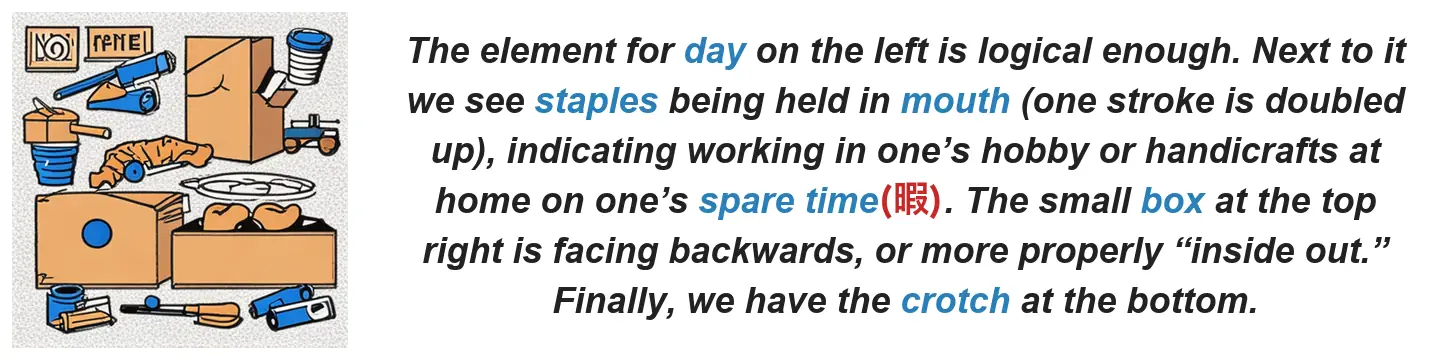 The element for day on the left is logical enough. Next to it
we see staples being held in mouth (one stroke is doubled
up), indicating working in one’s hobby or handicrafts at
home on one’s spare time(暇). The small box at the top
right is facing backwards, or more properly “inside out.”
Finally, we have the crotch at the bottom.